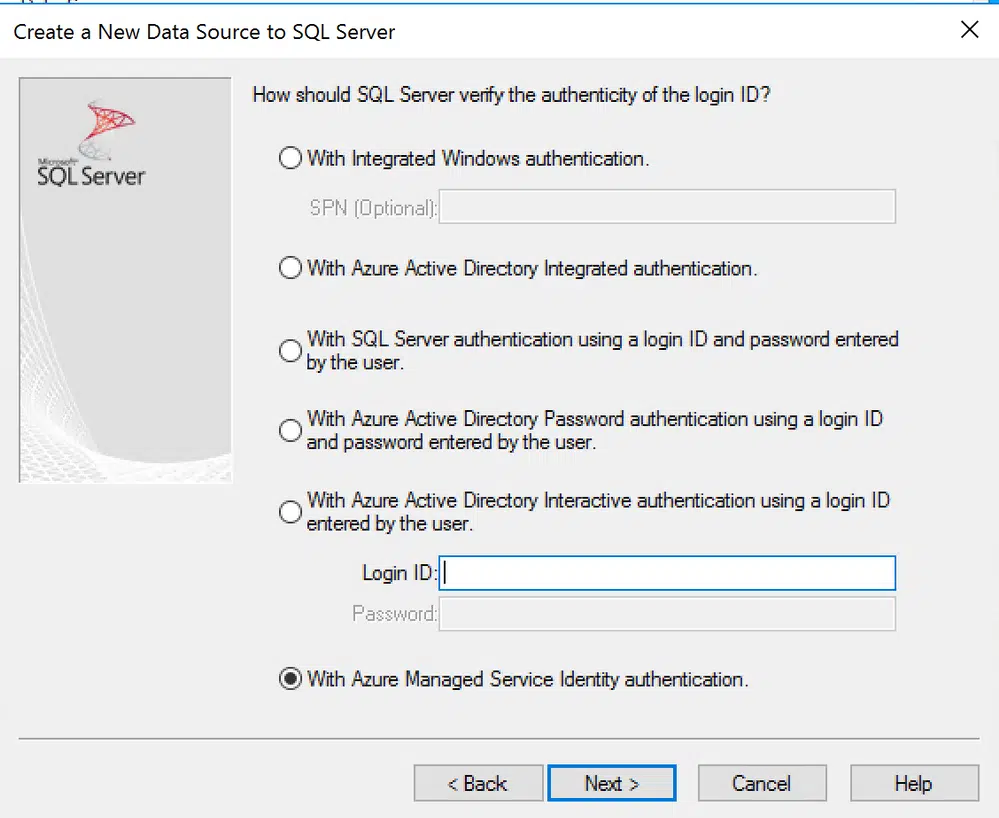 Create a New Data Source to SQL Server
Microsoft
SQL Server
How should SQL Server verify the authenticity of the login ID?
With Integrated Windows authentication.
SPN (Optional):
With Azure Active Directory Integrated authentication.
With SQL Server authentication using a login ID and password entered
by the user.
With Azure Active Directory Password authentication using a login ID
and password entered by the user.
With Azure Active Directory Interactive authentication using a login ID
entered by the user.
Login ID:
Password:
With Azure Managed Service Identity authentication.
< Back
Next >
Cancel
Help